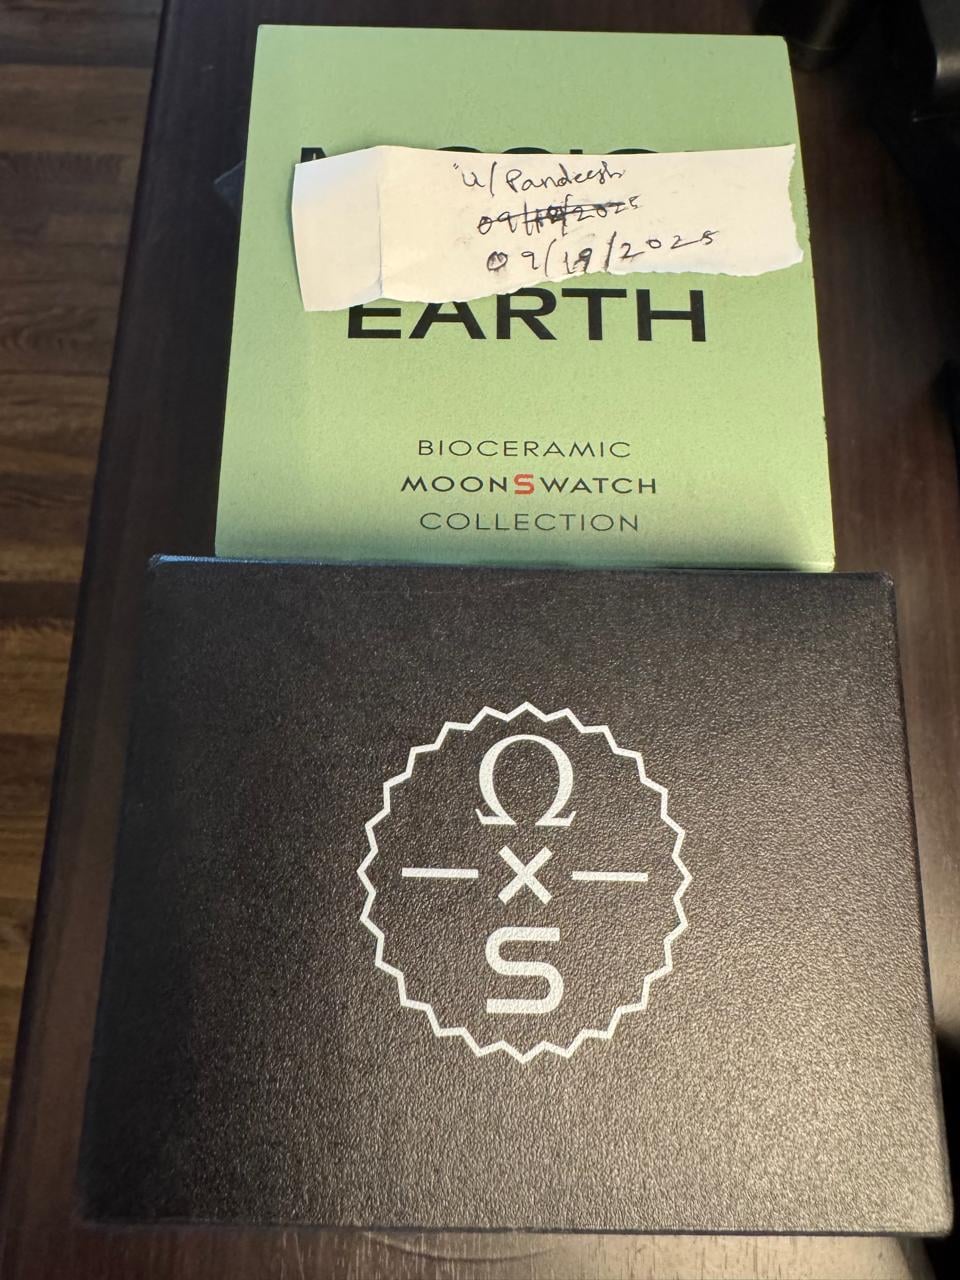 u/Pandeesh
09/19/2025
EARTH
BIOCERAMIC
MOONSWATCH
COLLECTION
Ω
×
S